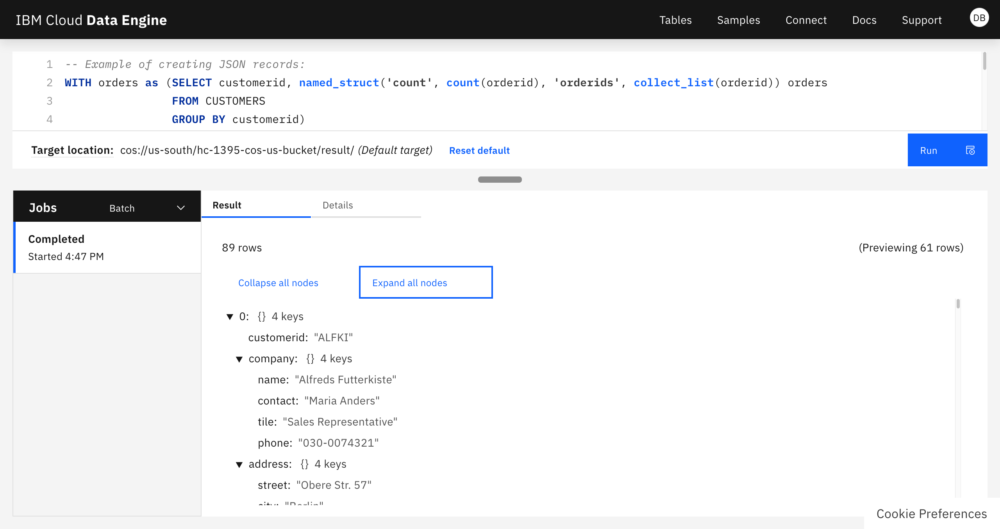 IBM Cloud Data Engine
Tables Samples Connect Docs Support DB
1 -- Example of creating JSON records:
2 WITH orders as (SELECT customerid, named_struct('count', count(orderid), 'orderids', collect_list(orderid)) orders
3 FROM CUSTOMERS
4 GROUP BY customerid)
Target location: cos://us-south/hc-1395-cos-us-bucket/result/ (Default target) Reset default
Run
Jobs Batch
Completed
Started 4:47 PM
Result Details
89 rows (Previewing 61 rows)
Collapse all nodes Expand all nodes
0: {} 4 keys
customerid: "ALFKI"
company: {} 4 keys
name: "Alfreds Futterkiste"
contact: "Maria Anders"
tile: "Sales Representative"
phone: "030-0074321"
address: {} 4 keys
street: "Obere Str. 57"
city: "Berlin"
Cookie Preferences